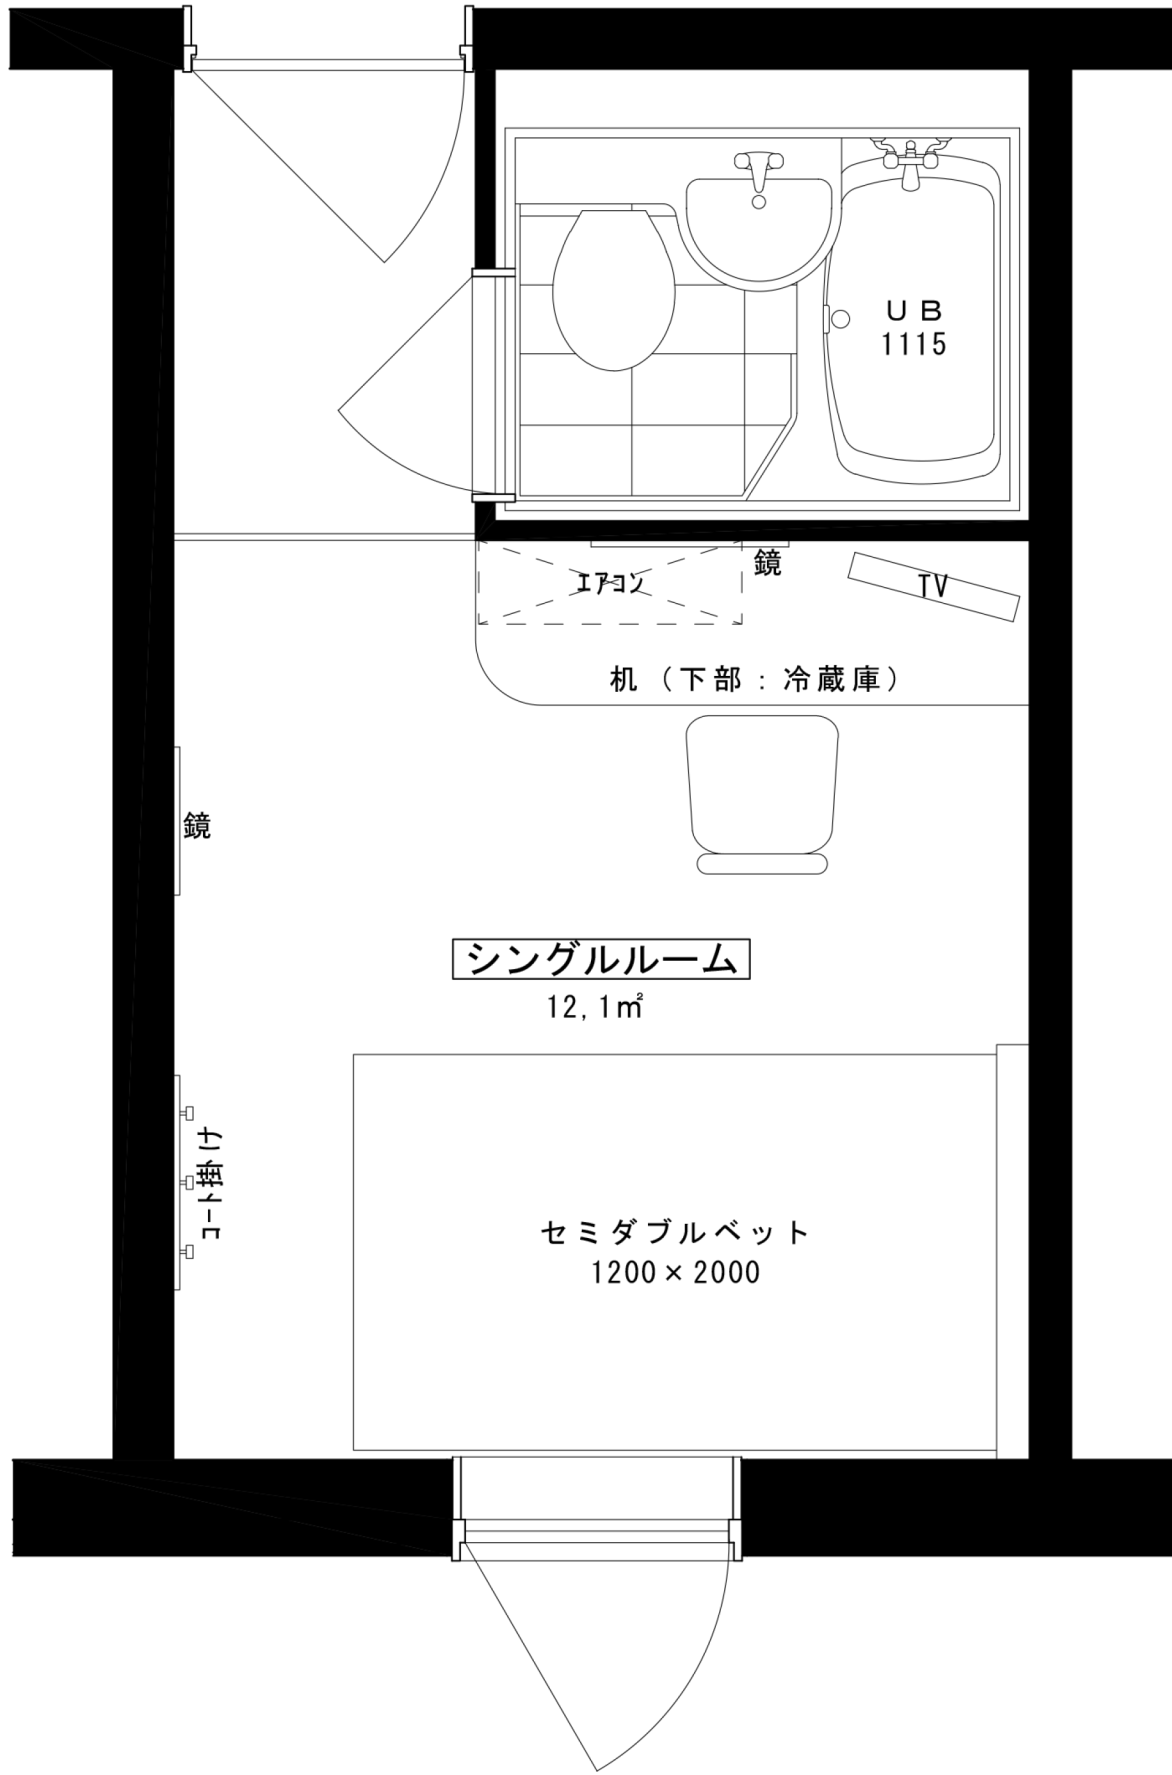 ＵＢ
1115
エアコン
鏡
TV
机（下部：冷蔵庫）
鏡
シングルルーム
12,1㎡
コート掛け
セミダブルベット
1200×2000